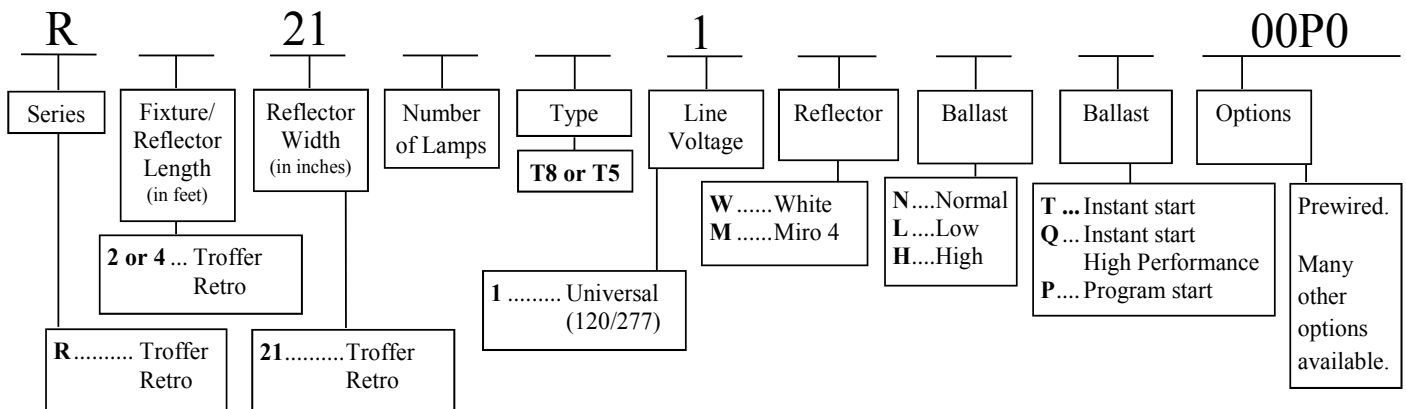 R 21 1 00P0
Series
Fixture/
Reflector
Length
(in feet)
Reflector
Width
(in inches)
Number
of Lamps
Type
T8 or T5
Line
Voltage
Reflector
Ballast
Ballast
Options
2 or 4 ... Troffer
Retro
R.......... Troffer
Retro
21..........Troffer
Retro
1 ......... Universal
(120/277)
W ......White
M ......Miro 4
N....Normal
L....Low
H....High
T ... Instant start
Q ... Instant start
High Performance
P.... Program start
Prewired.
Many
other
options
available.